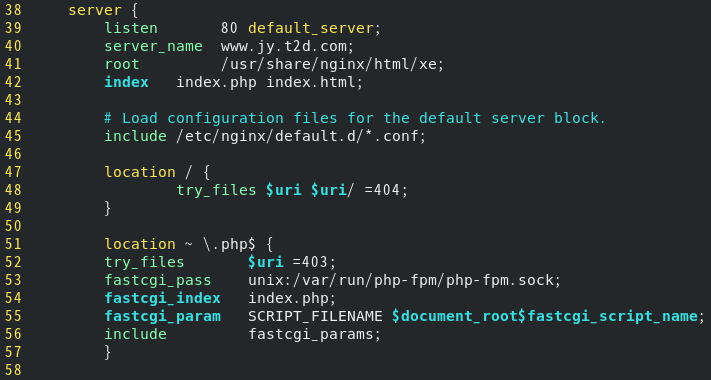 38     server {
39         listen       80 default_server;
40         server_name  www.jy.t2d.com;
41         root         /usr/share/nginx/html/xe;
42         index   index.php index.html;
43
44         # Load configuration files for the default server block.
45         include /etc/nginx/default.d/*.conf;
46
47         location / {
48                 try_files $uri $uri/ =404;
49         }
50
51         location ~ \.php$ {
52         try_files       $uri =403;
53         fastcgi_pass    unix:/var/run/php-fpm/php-fpm.sock;
54         fastcgi_index   index.php;
55         fastcgi_param   SCRIPT_FILENAME $document_root$fastcgi_script_name;
56         include         fastcgi_params;
57         }
58